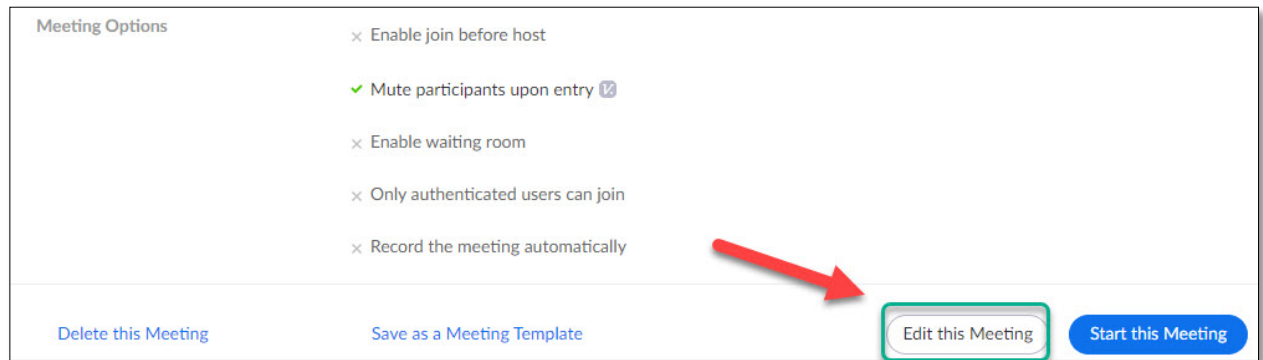 Meeting Options
Enable join before host
Mute participants upon entry
Enable waiting room
Only authenticated users can join
Record the meeting automatically
Delete this Meeting
Save as a Meeting Template
Edit this Meeting
Start this Meeting